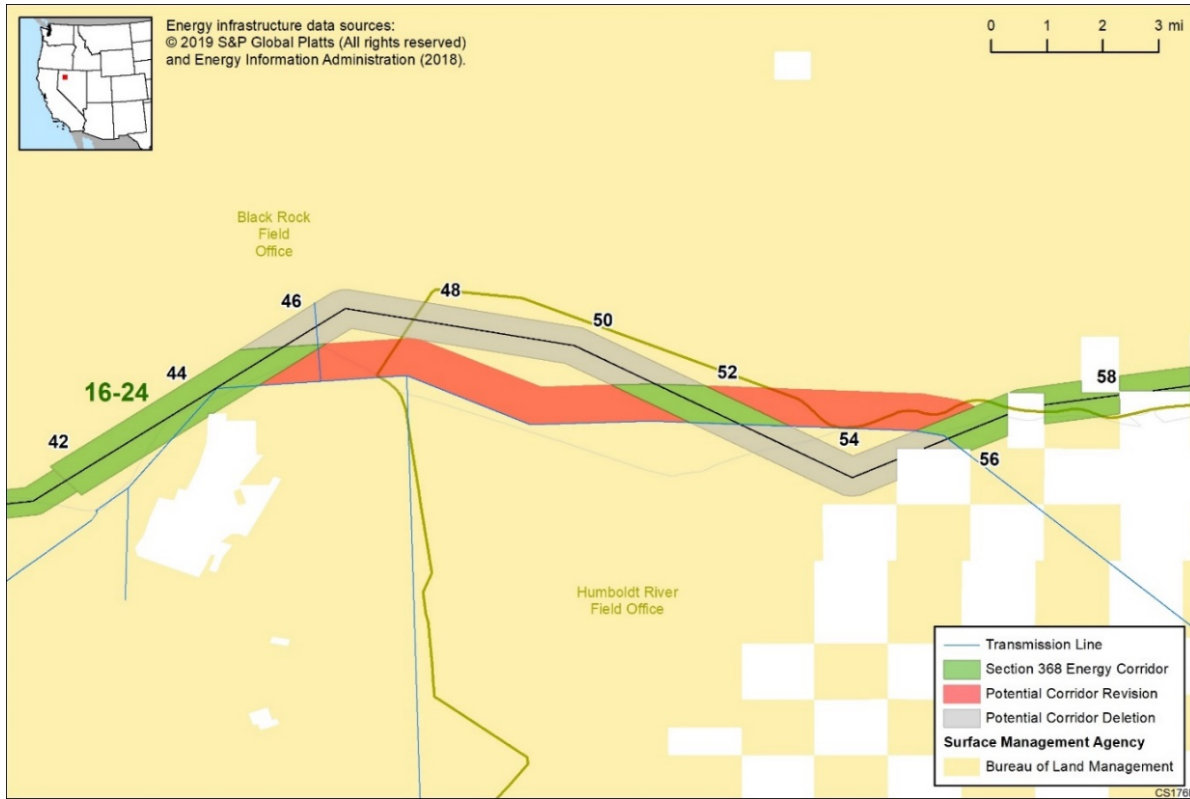 Energy infrastructure data sources:
© 2019 S&P Global Platts (All rights reserved)
and Energy Information Administration (2018).
0 1 2 3 mi
Black Rock
Field
Office
46
48
50
44
16-24
52
58
42
54
56
Humboldt River
Field Office
Transmission Line
Section 368 Energy Corridor
Potential Corridor Revision
Potential Corridor Deletion
Surface Management Agency
Bureau of Land Management